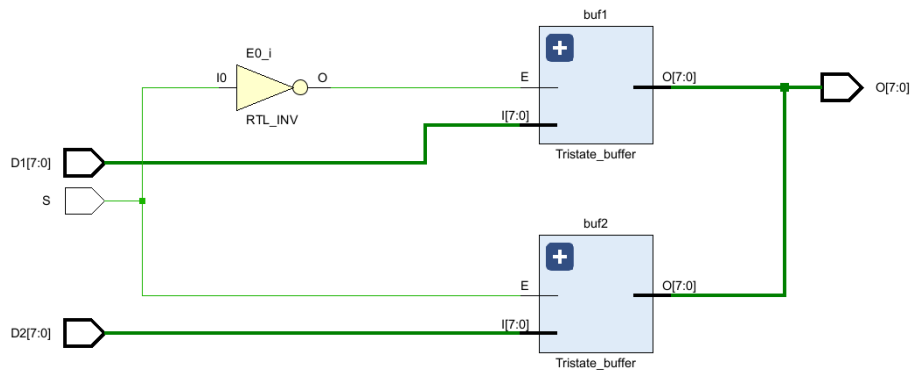 buf1
E0_i
I0
O
E
O[7:0]
O[7:0]
RTL_INV
I[7:0]
D1[7:0]
Tristate_buffer
S
buf2
E
O[7:0]
I[7:0]
D2[7:0]
Tristate_buffer